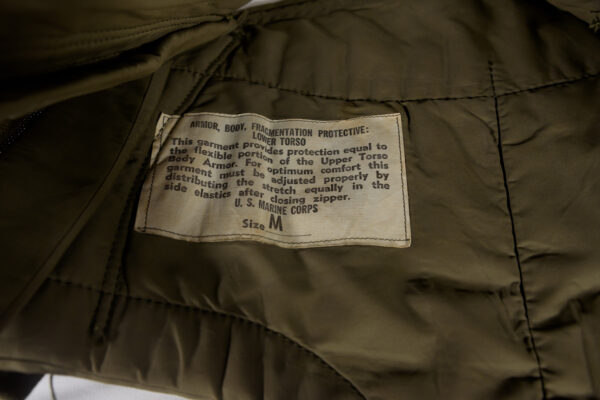 ARMOR, BODY, FRAGMENTATION PROTECTIVE:
LOWER TORSO
This garment provides protection equal to
the flexible portion of the Upper Torso
Body Armor. For optimum comfort this
garment must be adjusted properly by
distributing the stretch equally in the
side elastics after closing zipper.
U. S. MARINE CORPS
Size M